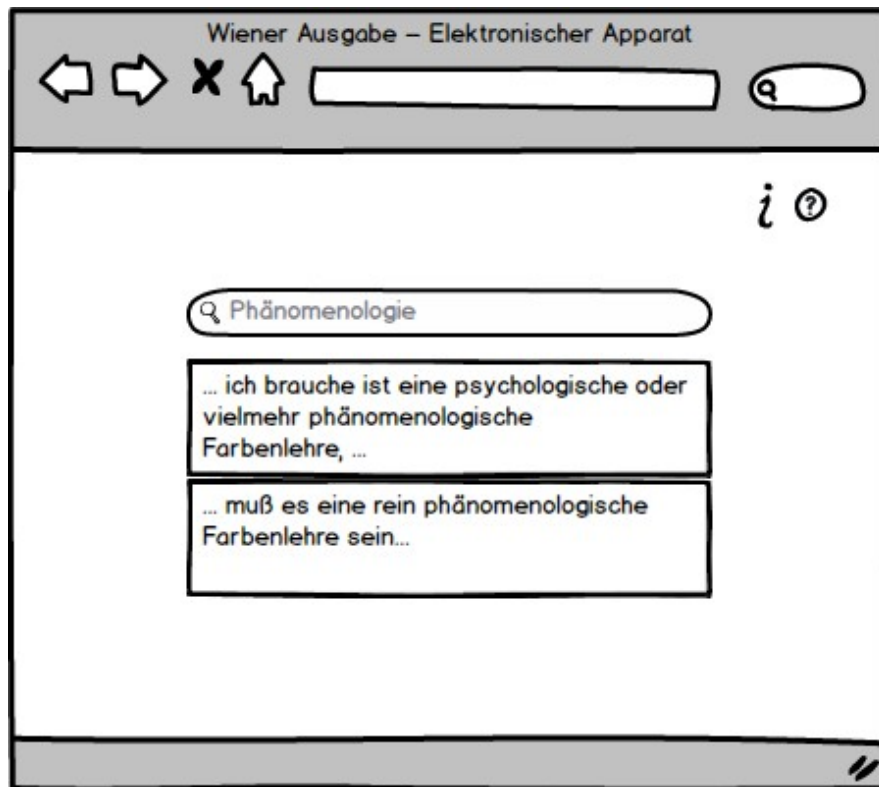 Wiener Ausgabe – Elektronischer Apparat
Phänomenologie
... ich brauche ist eine psychologische oder
vielmehr phänomenologische
Farbenlehre, ...
... muß es eine rein phänomenologische
Farbenlehre sein...